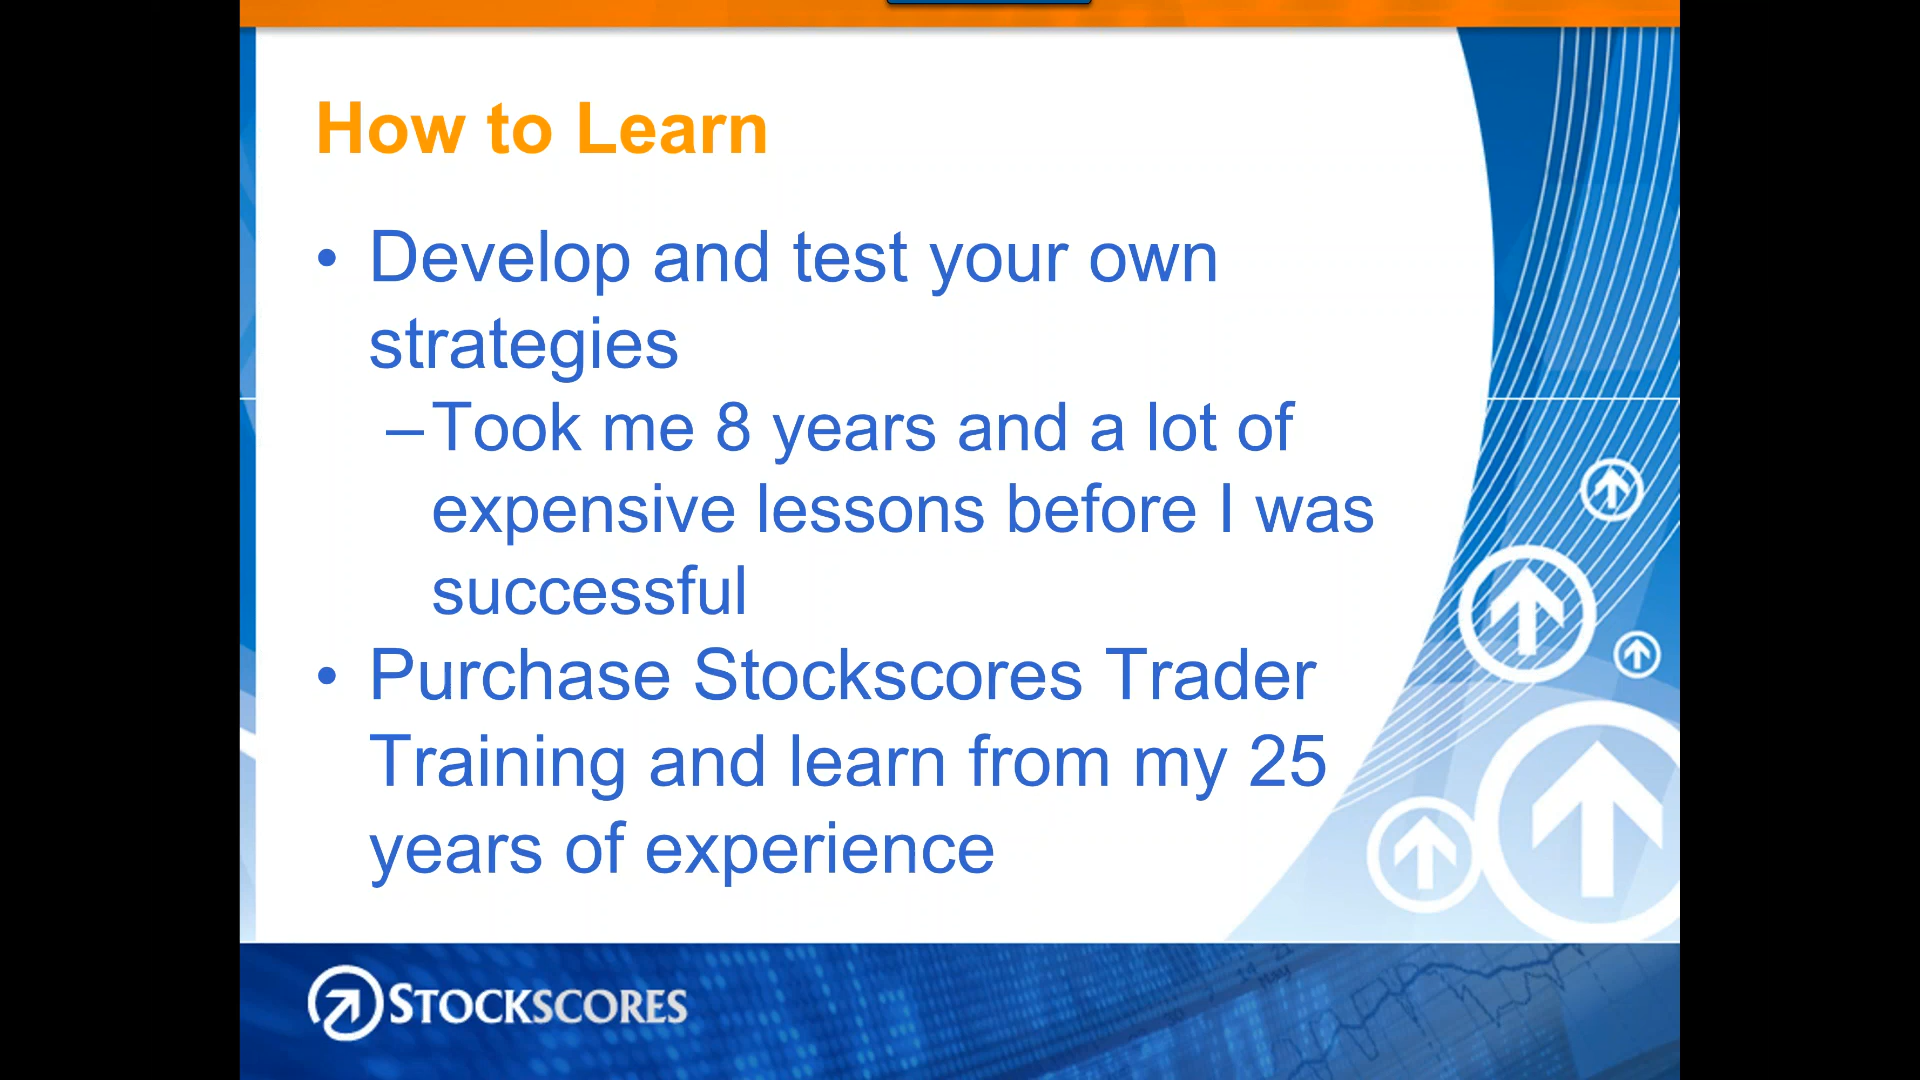 How to Learn
• Develop and test your own
strategies
–Took me 8 years and a lot of
expensive lessons before I was
successful
• Purchase Stockscores Trader
Training and learn from my 25
years of experience
STOCKSCORES